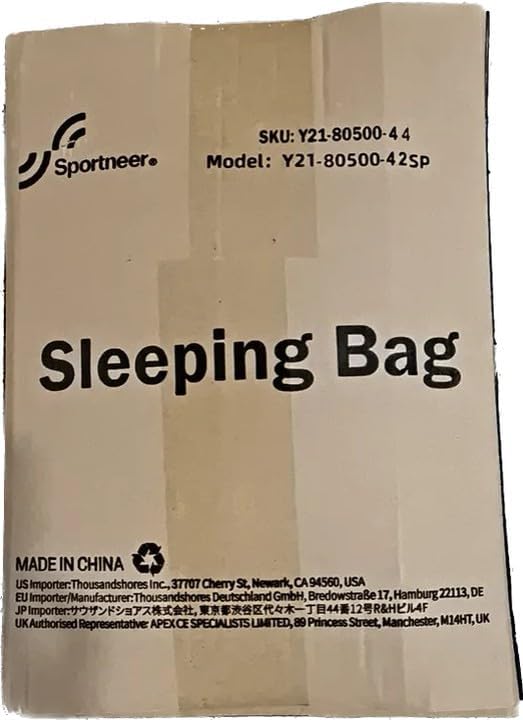 Sportneer®
SKU: Y21-80500-44
Model: Y21-80500-42SP
Sleeping Bag
MADE IN CHINA
US Importer:Thousandshores Inc., 37707 Cherry St, Newark, CA 94560, USA
EU Importer/Manufacturer:Thousandshores Deutschland GmbH, Bredowstraße 17, Hamburg 22113, DE
JP Importer:サウザンドショアス株式会社, 東京都渋谷区代々木一丁目44番12号R&Hビル4F
UK Authorised Representative: APEX CE SPECIALISTS LIMITED, 89 Princess Street, Manchester, M14HT, UK